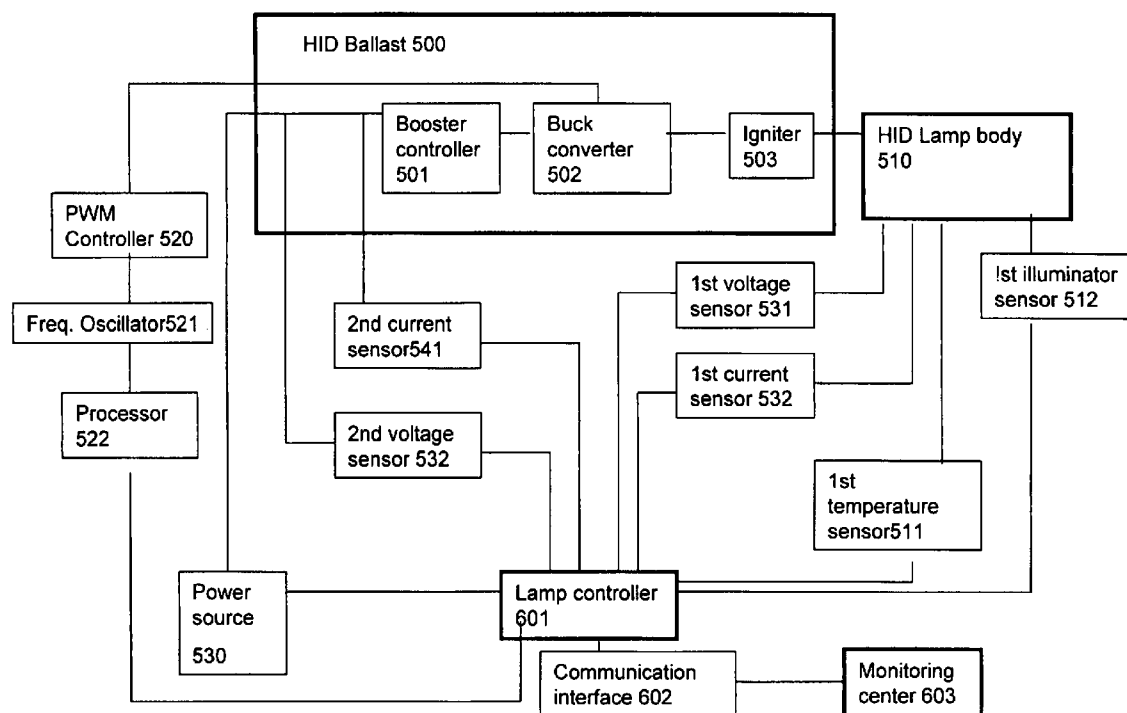 HID Ballast 500
Booster
controller
501
Buck
converter
502
Igniter
503
HID Lamp body
510
PWM
Controller 520
Freq. Oscillator521
Processor
522
2nd current
sensor541
2nd voltage
sensor 532
1st voltage
sensor 531
1st current
sensor 532
!st illuminator
sensor 512
1st
temperature
sensor511
Power
source
530
Lamp controller
601
Communication
interface 602
Monitoring
center 603